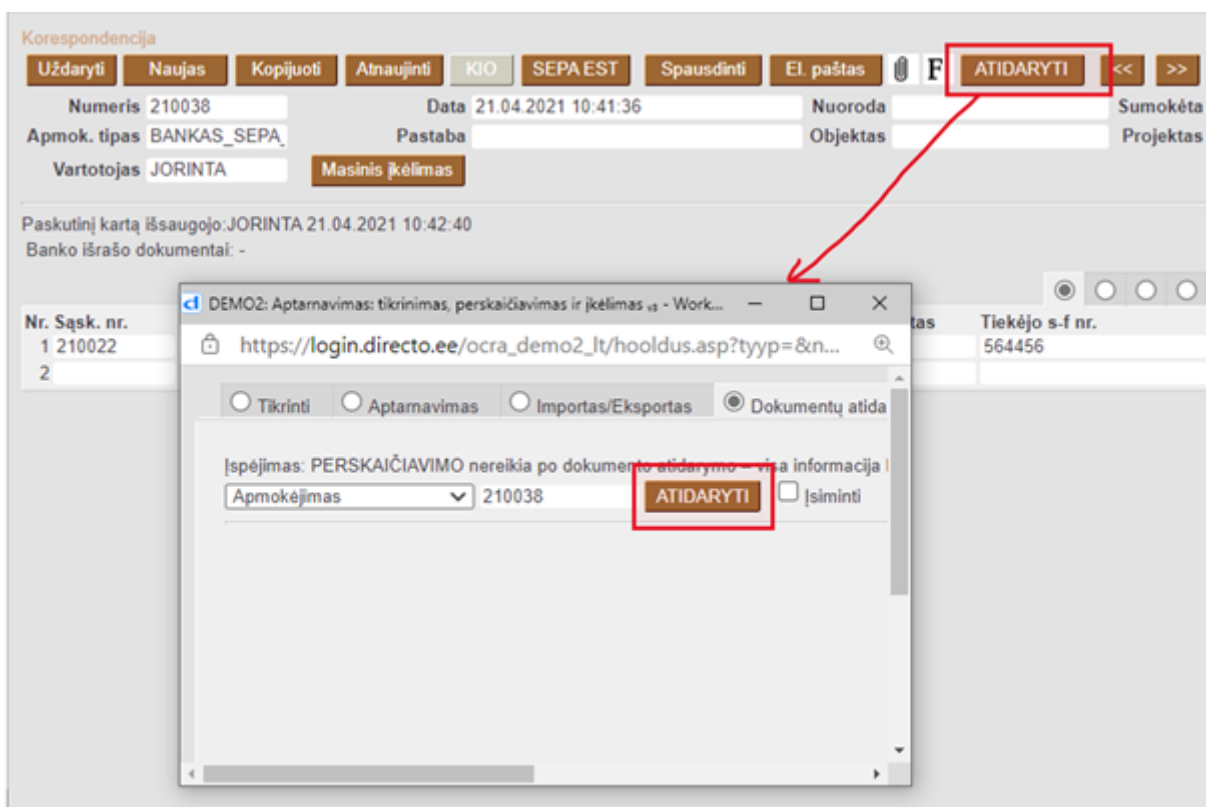 Korespondencija
Uždaryti Naujas Kopijuoti Atnaujinti KIO SEPA EST Spausdinti El. paštas F ATIDARYTI << >>
Numeris 210038 Data 21.04.2021 10:41:36 Nuoroda Sumokėta
Apmok. tipas BANKAS_SEPA_ Pastaba Objektas Projektas
Vartotojas JORINTA Masinis įkėlimas
Paskutinį kartą išsaugojo:JORINTA 21.04.2021 10:42:40
Banko išrašo dokumentai: -
Nr. Sąsk. nr. tas Tiekėjo s-f nr.
1 210022 564456
2
DEMO2: Aptarnavimas: tikrinimas, perskaičiavimas ir įkėlimas - Work...
https://login.directo.ee/ocra_demo2_lt/hooldus.asp?tyyp=&n...
Tikrinti Aptarnavimas Importas/Eksportas Dokumentų atida
Įspėjimas: PERSKAIČIAVIMO nereikia po dokumento atidarymo – visa informacija
Apmokėjimas 210038 ATIDARYTI Įsiminti